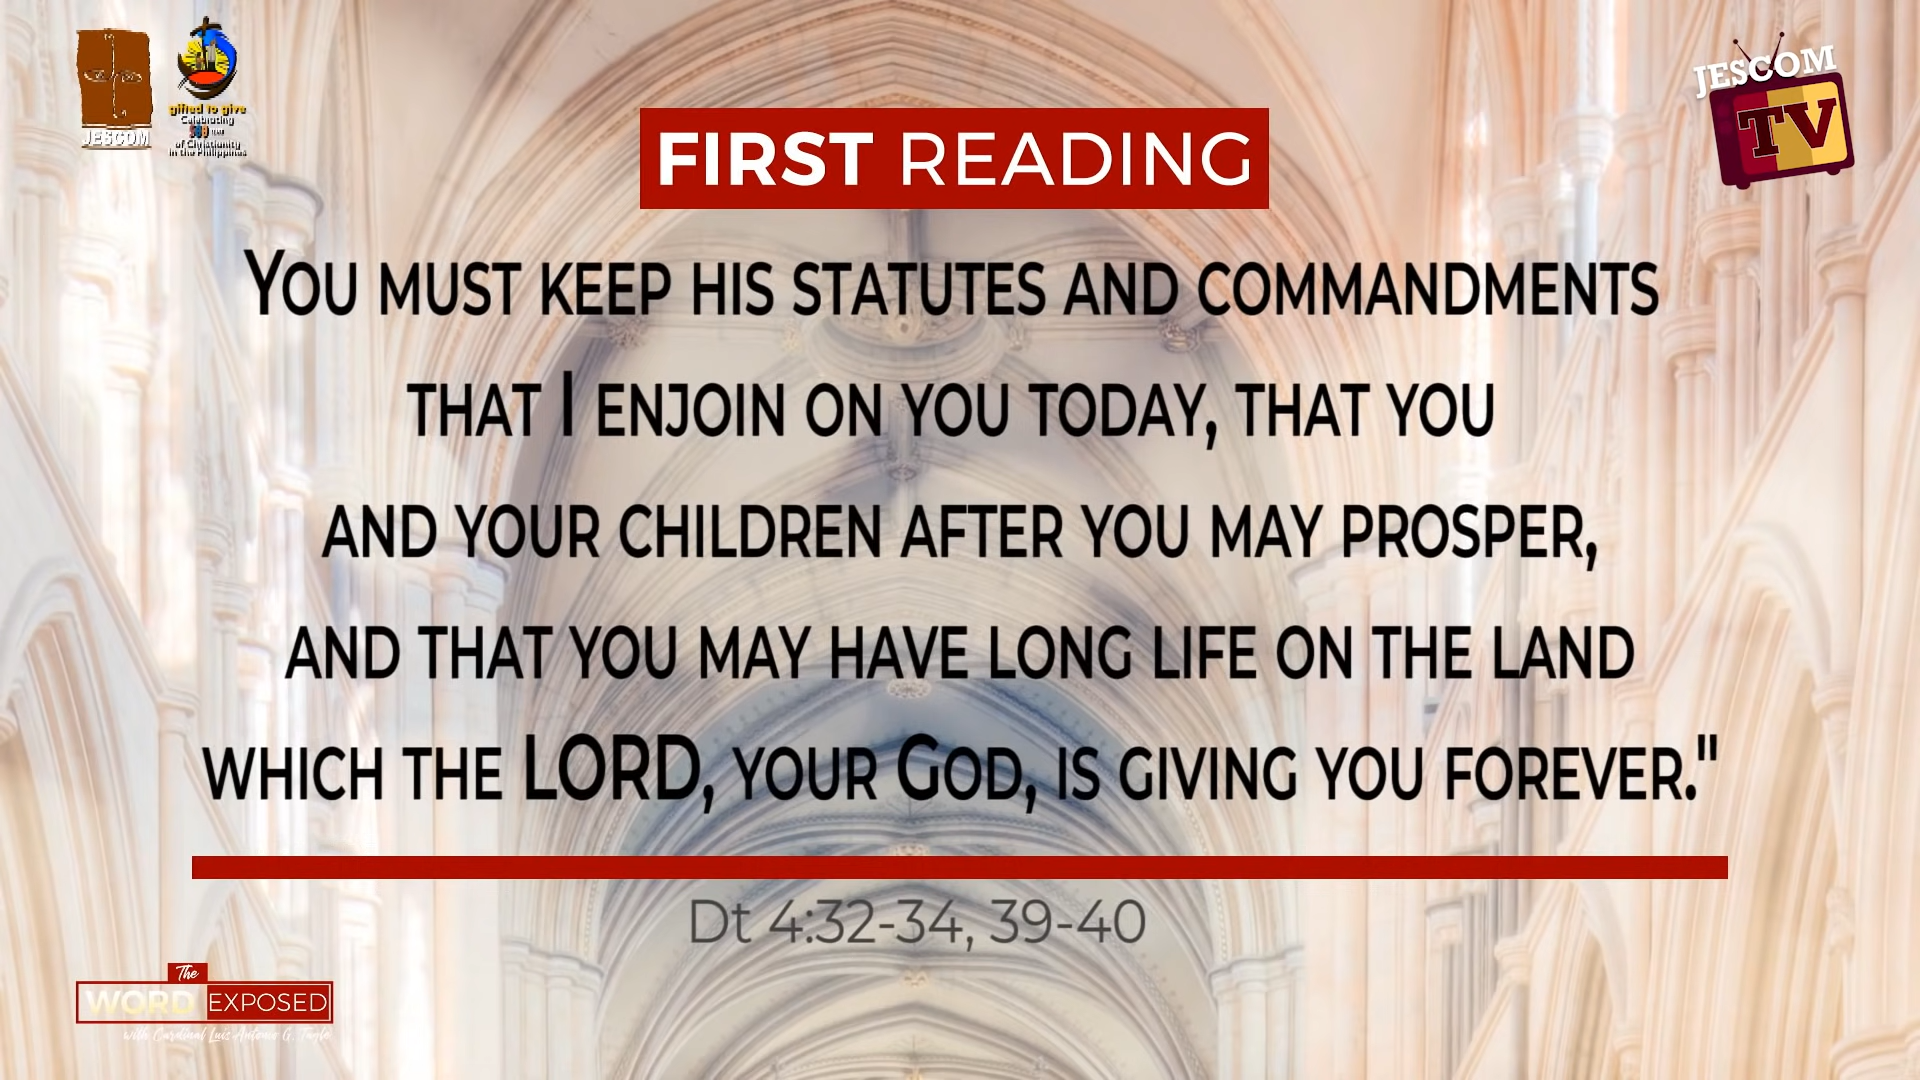 JESCOM
gifted to give
Celebrating
500 YEARS
of Christianity
in the Philippines
JESCOM
TV
FIRST READING
YOU MUST KEEP HIS STATUTES AND COMMANDMENTS
THAT I ENJOIN ON YOU TODAY, THAT YOU
AND YOUR CHILDREN AFTER YOU MAY PROSPER,
AND THAT YOU MAY HAVE LONG LIFE ON THE LAND
WHICH THE LORD, YOUR GOD, IS GIVING YOU FOREVER."
Dt 4:32-34, 39-40
The
WORD EXPOSED
with Cardinal Luis Antonio G. Tagle